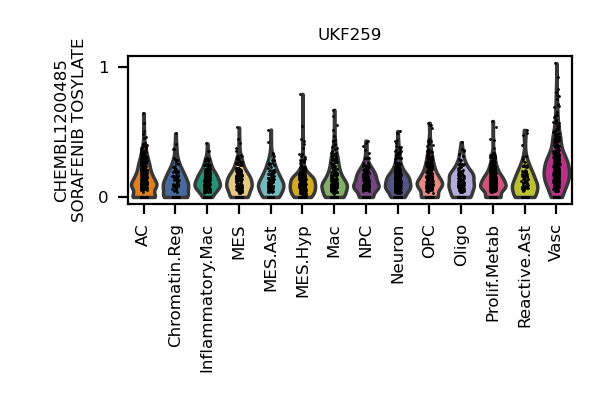 UKF259
CHEMBL1200485
SORAFENIB TOSYLATE
1
0
AC
Chromatin.Reg
Inflammatory.Mac
MES
MES.Ast
MES.Hyp
Mac
NPC
Neuron
OPC
Oligo
Prolif.Metab
Reactive.Ast
Vasc